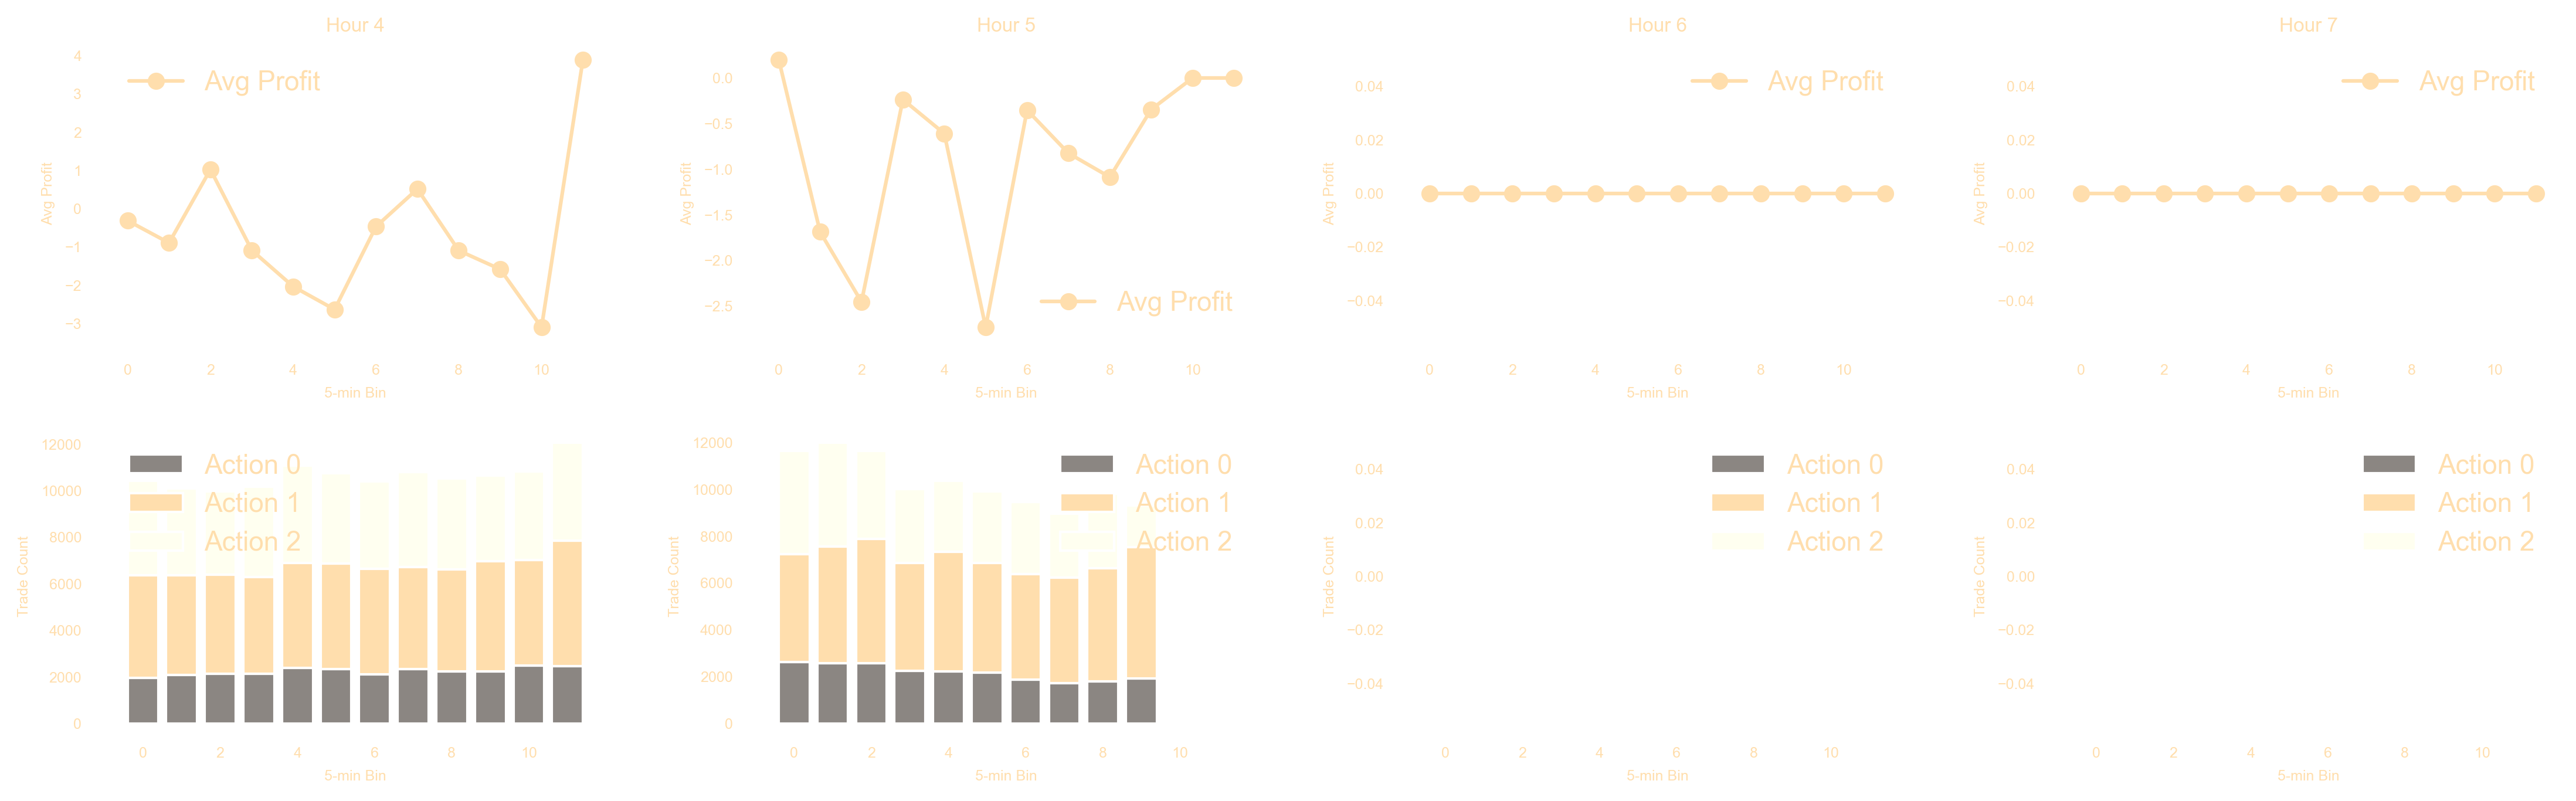 Hour 4
4
3
2
1
0
−1
−2
−3
Avg Profit
Avg Profit
0 2 4 6 8 10
5-min Bin
Hour 5
0.0
−0.5
−1.0
−1.5
−2.0
−2.5
Avg Profit
Avg Profit
0 2 4 6 8 10
5-min Bin
Hour 6
0.04
0.02
0.00
−0.02
−0.04
Avg Profit
Avg Profit
0 2 4 6 8 10
5-min Bin
Hour 7
0.04
0.02
0.00
−0.02
−0.04
Avg Profit
Avg Profit
0 2 4 6 8 10
5-min Bin
12000
10000
8000
6000
4000
2000
0
Trade Count
Action 0
Action 1
Action 2
0 2 4 6 8 10
5-min Bin
12000
10000
8000
6000
4000
2000
0
Trade Count
Action 0
Action 1
Action 2
0 2 4 6 8 10
5-min Bin
0.04
0.02
0.00
−0.02
−0.04
Trade Count
Action 0
Action 1
Action 2
0 2 4 6 8 10
5-min Bin
0.04
0.02
0.00
−0.02
−0.04
Trade Count
Action 0
Action 1
Action 2
0 2 4 6 8 10
5-min Bin